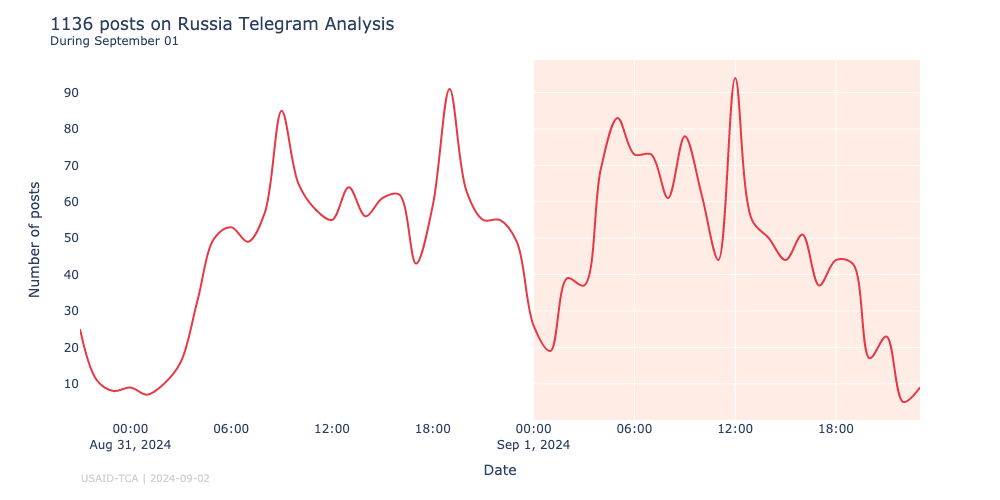 1136 posts on Russia Telegram Analysis
During September 01
Number of posts
90
80
70
60
50
40
30
20
10
00:00 06:00 12:00 18:00 00:00 06:00 12:00 18:00
Aug 31, 2024 Sep 1, 2024
Date
USAID-TCA | 2024-09-02